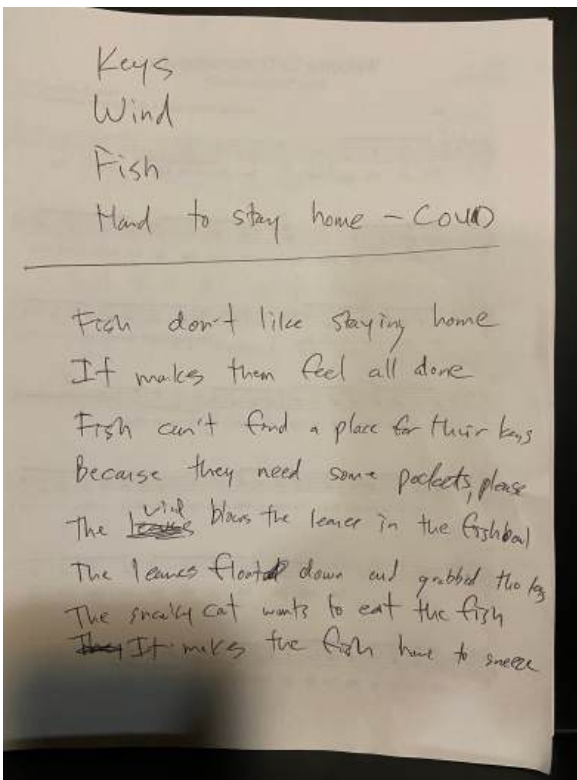 Keys
Wind
Fish
Hard to stay home - COVID
Fish don't like staying home
It makes them feel all done
Fish can't find a place for their keys
Because they need some pockets, please
The wind blows the leaves in the fishbowl
The leaves floated down and grabbed the keys
The sneaky cat wants to eat the fish
It makes the fish have to sneeze